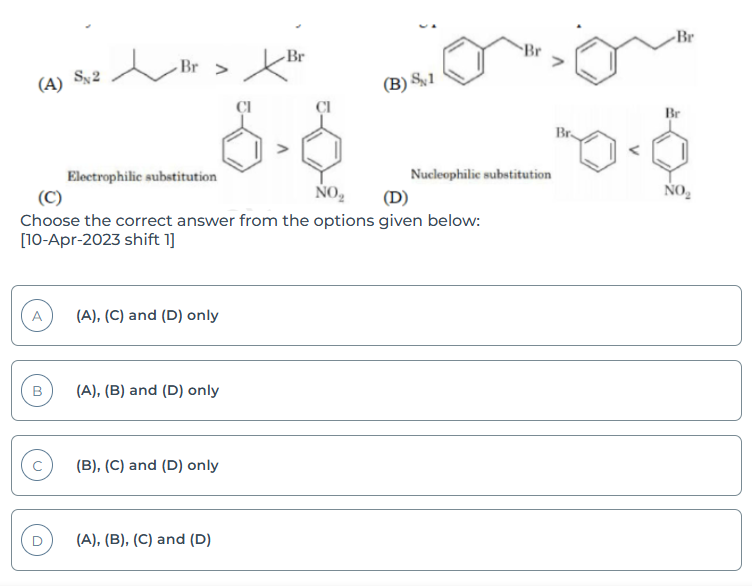 (A) SN2 Br > Br
(B) SN1 Br > Br
Cl > Cl
NO2
Electrophilic substitution
(C)
Br < Br
NO2
Nucleophilic substitution
(D)
Choose the correct answer from the options given below:
[10-Apr-2023 shift 1]
A (A), (C) and (D) only
B (A), (B) and (D) only
C (B), (C) and (D) only
D (A), (B), (C) and (D)